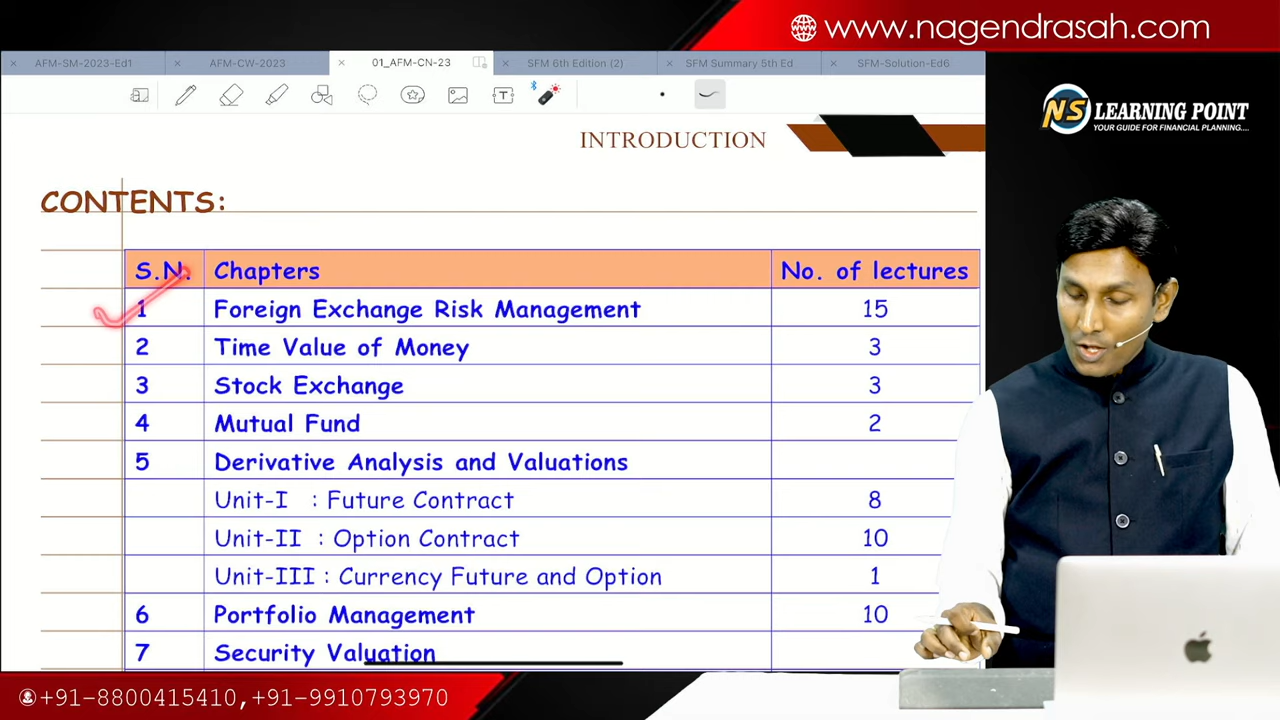 www.nagendrasah.com
AFM-SM-2023-Ed1
AFM-CW-2023
01_AFM-CN-23
SFM 6th Edition (2)
SFM Summary 5th Ed
SFM-Solution-Ed6
NS LEARNING POINT
YOUR GUIDE FOR FINANCIAL PLANNING....
INTRODUCTION
CONTENTS:
S.N. Chapters No. of lectures
1 Foreign Exchange Risk Management 15
2 Time Value of Money 3
3 Stock Exchange 3
4 Mutual Fund 2
5 Derivative Analysis and Valuations
Unit-I : Future Contract 8
Unit-II : Option Contract 10
Unit-III : Currency Future and Option 1
6 Portfolio Management 10
7 Security Valuation
+91-8800415410,+91-9910793970